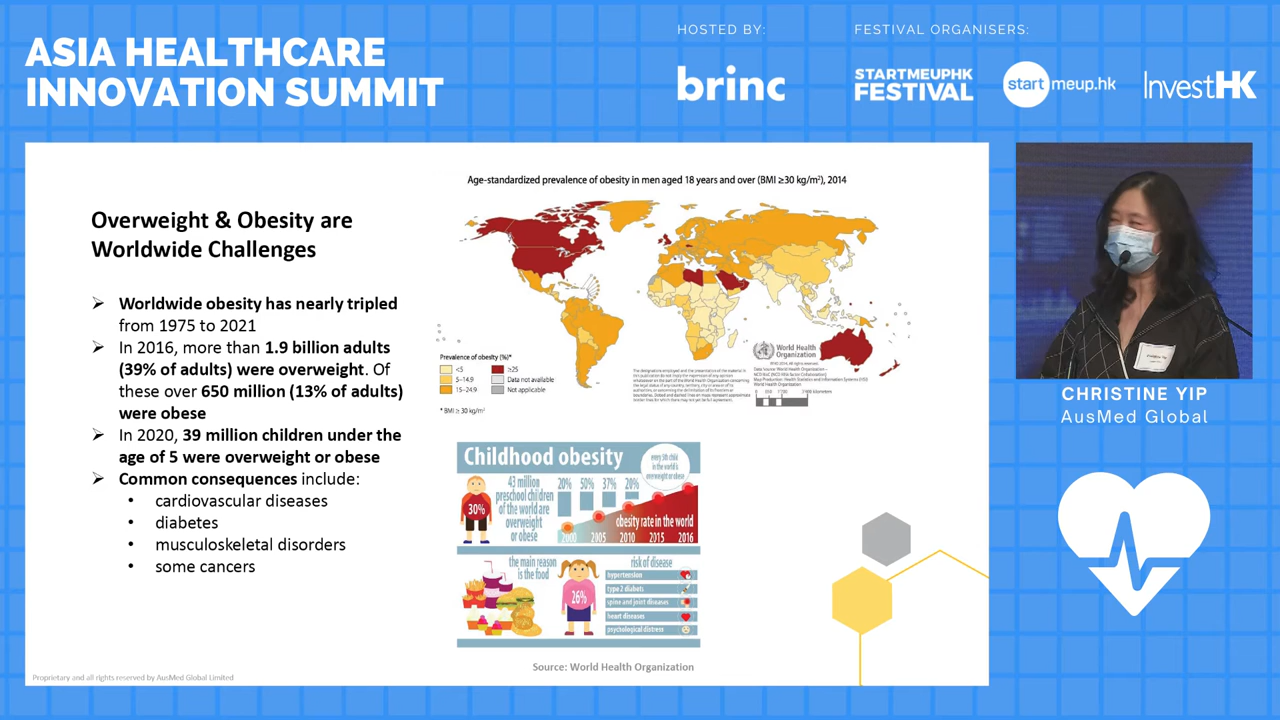 ASIA HEALTHCARE
INNOVATION SUMMIT
HOSTED BY:
brinc
FESTIVAL ORGANISERS:
STARTMEUPHK
FESTIVAL
startmeup.hk
InvestHK
Overweight & Obesity are
Worldwide Challenges
Worldwide obesity has nearly tripled
from 1975 to 2021
In 2016, more than 1.9 billion adults
(39% of adults) were overweight. Of
these over 650 million (13% of adults)
were obese
In 2020, 39 million children under the
age of 5 were overweight or obese
Common consequences include:
• cardiovascular diseases
• diabetes
• musculoskeletal disorders
• some cancers
Age-standardized prevalence of obesity in men aged 18 years and over (BMI ≥30 kg/m²), 2014
Prevalence of obesity (%)*
<5
5–14.9
15–24.9
≥25
Data not available
Not applicable
* BMI ≥ 30 kg/m²
World Health
Organization
Childhood obesity
every 5th child
in the world is
overweight or obese
30%
43 million
preschool children
of the world are
overweight
or obese
20% 50% 37% 20%
obesity rate in the world
2000 2005 2010 2015 2016
the main reason
is the food
26%
risk of disease
hypertension
type 2 diabets
spine and joint diseases
heart diseases
psychological distress
Source: World Health Organization
Proprietary and all rights reserved by AusMed Global Limited
CHRISTINE YIP
AusMed Global